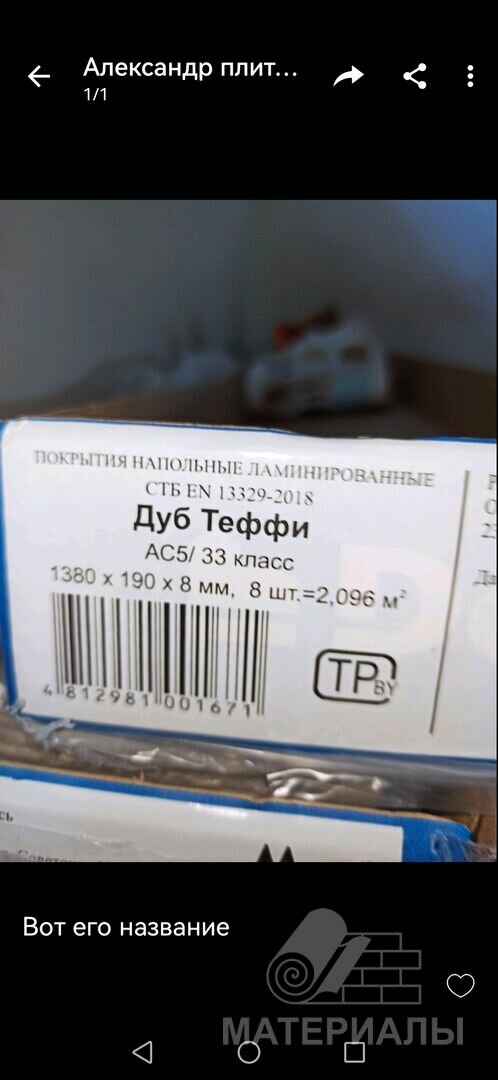 Александр плит...
1/1
ПОКРЫТИЯ НАПОЛЬНЫЕ ЛАМИНИРОВАННЫЕ
СТБ EN 13329-2018
Дуб Теффи
АС5/ 33 класс
1380 х 190 х 8 мм, 8 шт.=2,096 м²
4 812981 001671
ТР BY
Вот его название
МАТЕРИАЛЫ